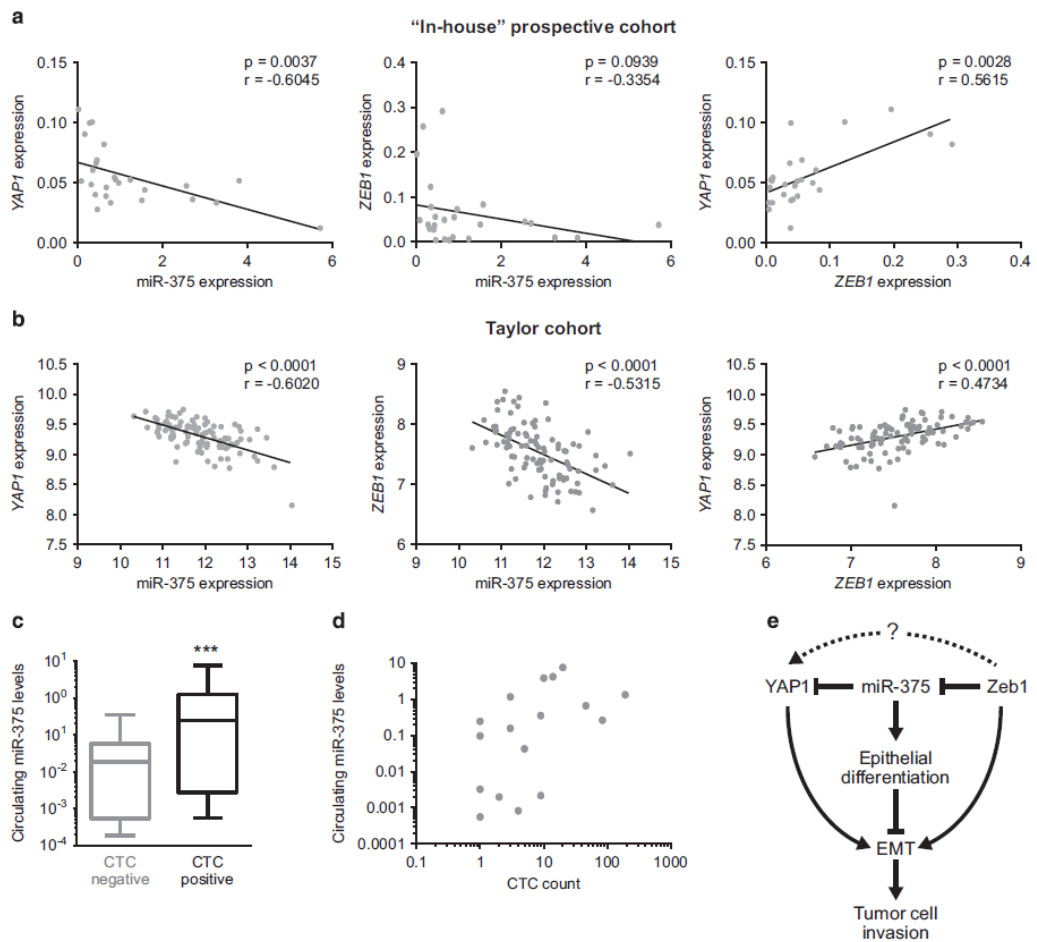 a
“In-house” prospective cohort
p = 0.0037
r = -0.6045
YAP1 expression
0.15
0.10
0.05
0.00
0
2
4
6
miR-375 expression
p = 0.0939
r = -0.3354
ZEB1 expression
0.4
0.3
0.2
0.1
0.0
0
2
4
6
miR-375 expression
p = 0.0028
r = 0.5615
YAP1 expression
0.15
0.10
0.05
0.00
0.0
0.1
0.2
0.3
0.4
ZEB1 expression
b
Taylor cohort
p < 0.0001
r = -0.6020
YAP1 expression
10.5
10.0
9.5
9.0
8.5
8.0
7.5
9
10
11
12
13
14
15
miR-375 expression
p < 0.0001
r = -0.5315
ZEB1 expression
9
8
7
6
9
10
11
12
13
14
15
miR-375 expression
p < 0.0001
r = 0.4734
YAP1 expression
10.5
10.0
9.5
9.0
8.5
8.0
7.5
6
7
8
9
ZEB1 expression
c
Circulating miR-375 levels
10¹
10⁰
10⁻¹
10⁻²
10⁻³
10⁻⁴
***
CTC
negative
CTC
positive
d
Circulating miR-375 levels
10
1
0.1
0.01
0.001
0.0001
0.1
1
10
100
1000
CTC count
e
?
YAP1
miR-375
Zeb1
Epithelial
differentiation
EMT
Tumor cell
invasion